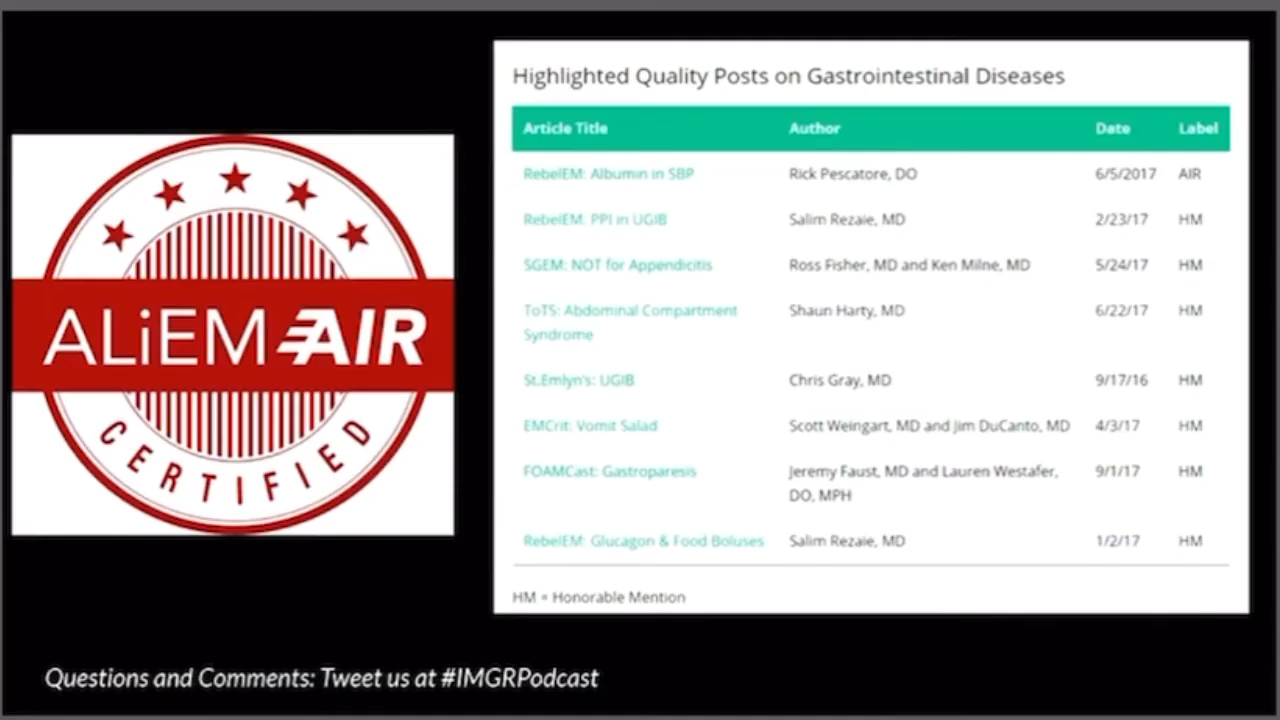 ALiEM AIR
CERTIFIED
Highlighted Quality Posts on Gastrointestinal Diseases
Article Title Author Date Label
RebelEM: Albumin in SBP Rick Pescatore, DO 6/5/2017 AIR
RebelEM: PPI in UGIB Salim Rezaie, MD 2/23/17 HM
SGEM: NOT for Appendicitis Ross Fisher, MD and Ken Milne, MD 5/24/17 HM
ToTS: Abdominal Compartment Shaun Harty, MD 6/22/17 HM
Syndrome
St.Emlyn's: UGIB Chris Gray, MD 9/17/16 HM
EMCrit: Vomit Salad Scott Weingart, MD and Jim DuCanto, MD 4/3/17 HM
FOAMCast: Gastroparesis Jeremy Faust, MD and Lauren Westafer, 9/1/17 HM
DO, MPH
RebelEM: Glucagon & Food Boluses Salim Rezaie, MD 1/2/17 HM
HM = Honorable Mention
Questions and Comments: Tweet us at #IMGRPodcast